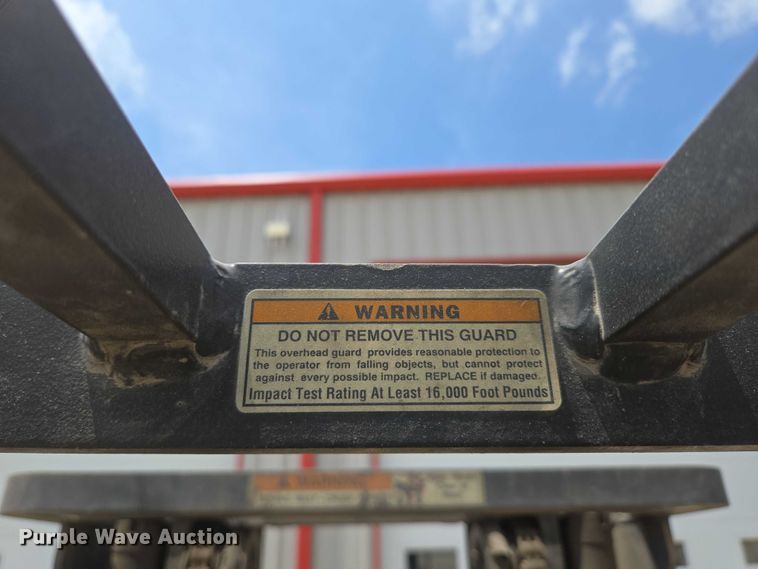 WARNING
DO NOT REMOVE THIS GUARD
This overhead guard provides reasonable protection to
the operator from falling objects, but cannot protect
against every possible impact. REPLACE if damaged.
Impact Test Rating At Least 16,000 Foot Pounds
Warning
Purple Wave Auction